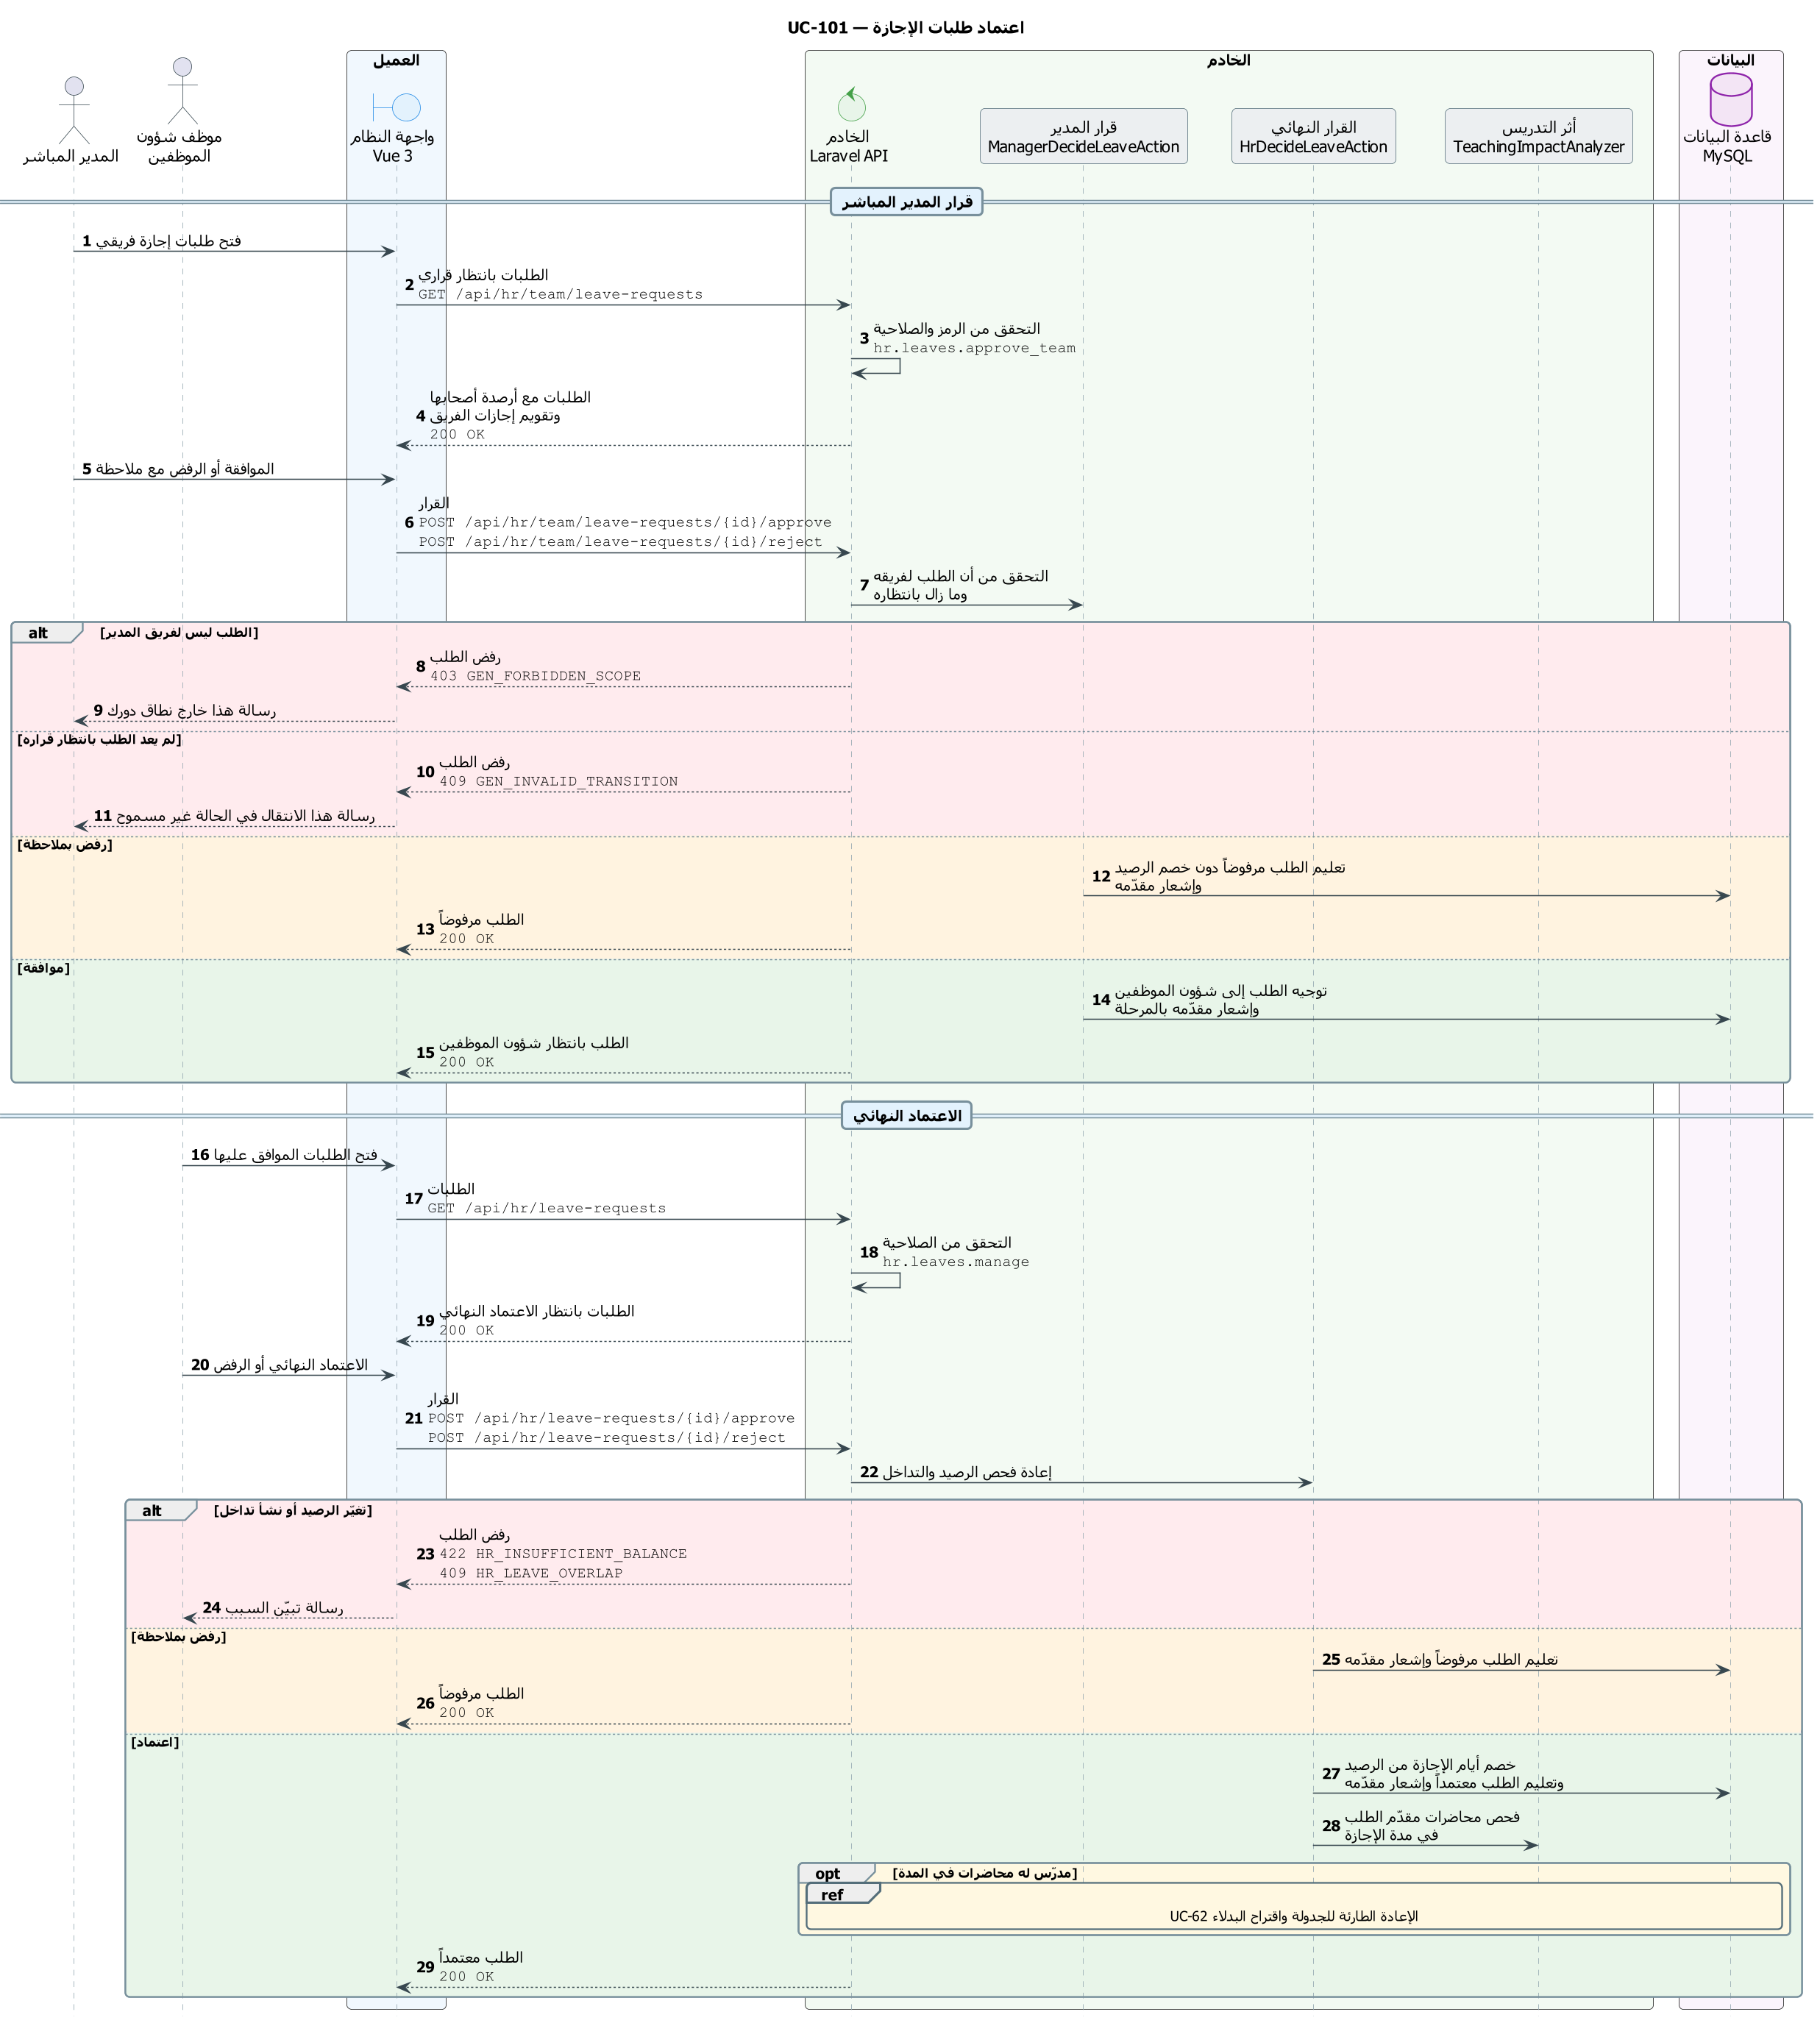 UC-101 — اعتماد طلبات الإجازة
العميل
الخادم
البيانات
المدير المباشر
موظف شؤون
الموظفين
واجهة النظام
Vue 3
الخادم
Laravel API
قرار المدير
ManagerDecideLeaveAction
القرار النهائي
HrDecideLeaveAction
أثر التدريس
TeachingImpactAnalyzer
قاعدة البيانات
MySQL
قرار المدير المباشر
1 فتح طلبات إجازة فريقي
2 الطلبات بانتظار قراري
GET /api/hr/team/leave-requests
3 التحقق من الرمز والصلاحية
hr.leaves.approve_team
4 الطلبات مع أرصدة أصحابها
وتقويم إجازات الفريق
200 OK
5 الموافقة أو الرفض مع ملاحظة
6 القرار
POST /api/hr/team/leave-requests/{id}/approve
POST /api/hr/team/leave-requests/{id}/reject
7 التحقق من أن الطلب لفريقه
وما زال بانتظاره
alt [الطلب ليس لفريق المدير]
8 رفض الطلب
403 GEN_FORBIDDEN_SCOPE
9 رسالة هذا خارج نطاق دورك
[لم يعد الطلب بانتظار قراره]
10 رفض الطلب
409 GEN_INVALID_TRANSITION
11 رسالة هذا الانتقال في الحالة غير مسموح
[رفض بملاحظة]
12 تعليم الطلب مرفوضاً دون خصم الرصيد
وإشعار مقدّمه
13 الطلب مرفوضاً
200 OK
[موافقة]
14 توجيه الطلب إلى شؤون الموظفين
وإشعار مقدّمه بالمرحلة
15 الطلب بانتظار شؤون الموظفين
200 OK
الاعتماد النهائي
16 فتح الطلبات الموافق عليها
17 الطلبات
GET /api/hr/leave-requests
18 التحقق من الصلاحية
hr.leaves.manage
19 الطلبات بانتظار الاعتماد النهائي
200 OK
20 الاعتماد النهائي أو الرفض
21 القرار
POST /api/hr/leave-requests/{id}/approve
POST /api/hr/leave-requests/{id}/reject
22 إعادة فحص الرصيد والتداخل
alt [تغيّر الرصيد أو نشأ تداخل]
23 رفض الطلب
422 HR_INSUFFICIENT_BALANCE
409 HR_LEAVE_OVERLAP
24 رسالة تبيّن السبب
[رفض بملاحظة]
25 تعليم الطلب مرفوضاً وإشعار مقدّمه
26 الطلب مرفوضاً
200 OK
[اعتماد]
27 خصم أيام الإجازة من الرصيد
وتعليم الطلب معتمداً وإشعار مقدّمه
28 فحص محاضرات مقدّم الطلب
في مدة الإجازة
opt [مدرّس له محاضرات في المدة]
ref
الإعادة الطارئة للجدولة واقتراح البدلاء UC-62
29 الطلب معتمداً
200 OK